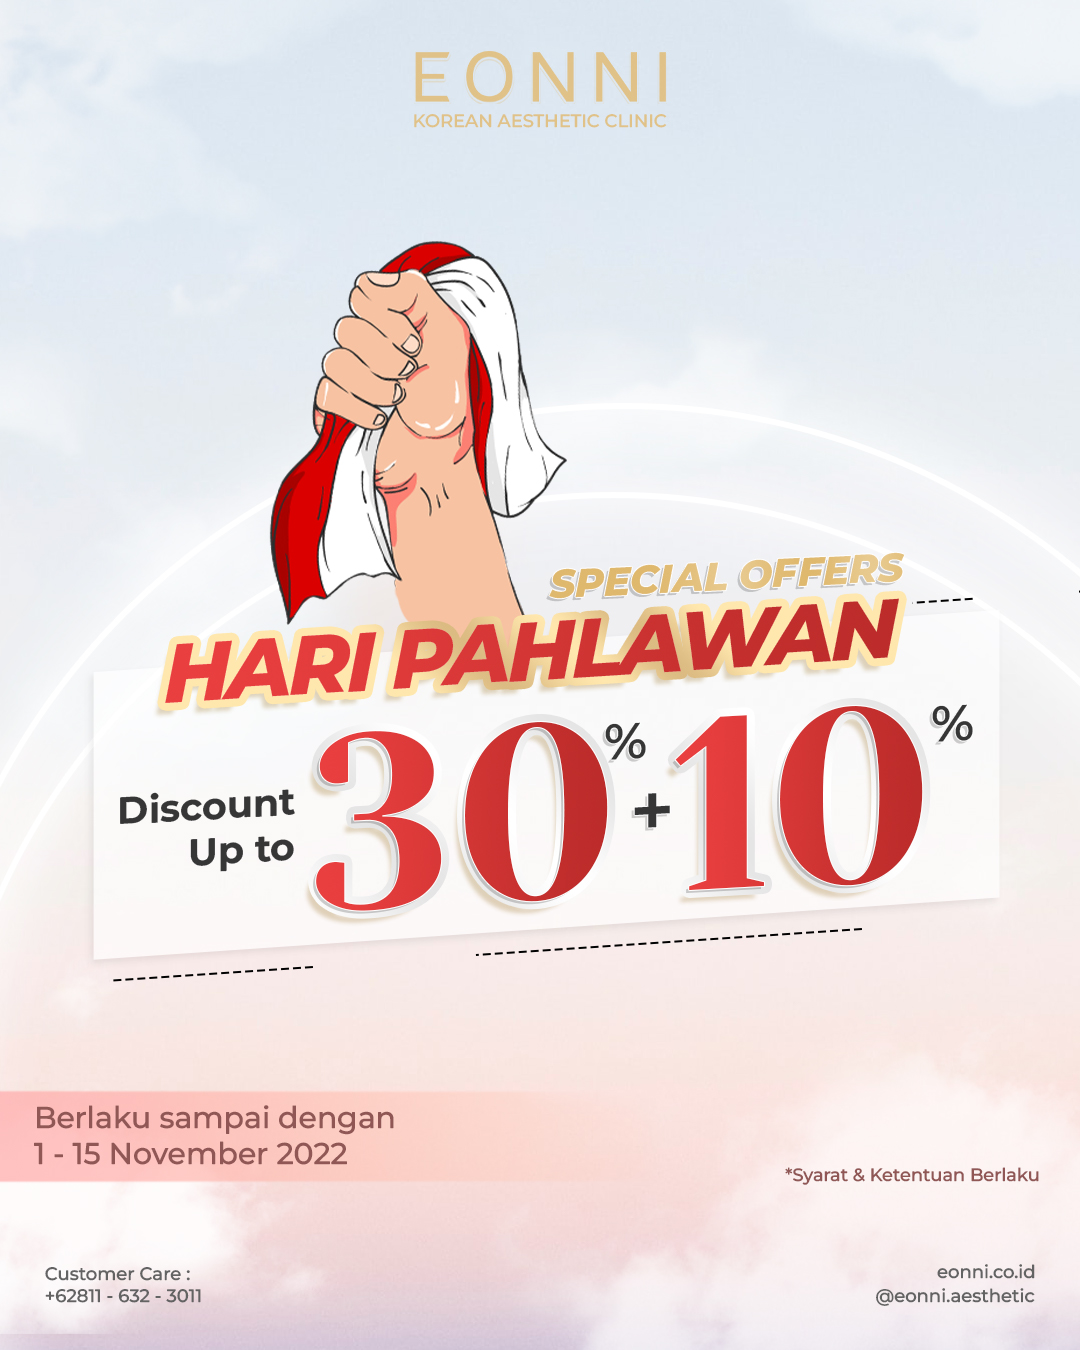 EONNI
KOREAN AESTHETIC CLINIC
SPECIAL OFFERS
HARI PAHLAWAN
Discount
Up to
30% + 10%
Berlaku sampai dengan
1 - 15 November 2022
*Syarat & Ketentuan Berlaku
Customer Care :
+62811 - 632 - 3011
eonni.co.id
@eonni.aesthetic